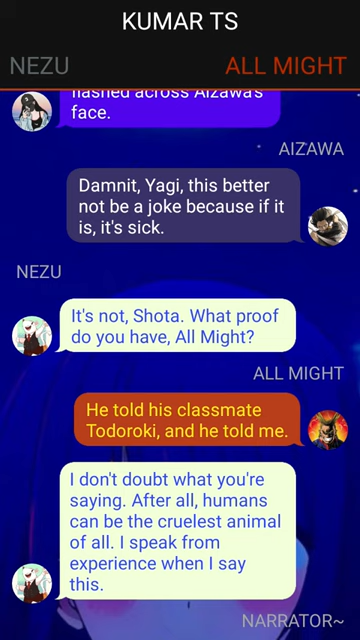 KUMAR TS
NEZU
ALL MIGHT
flashed across Aizawa's
face.
AIZAWA
Damnit, Yagi, this better
not be a joke because if it
is, it's sick.
NEZU
It's not, Shota. What proof
do you have, All Might?
ALL MIGHT
He told his classmate
Todoroki, and he told me.
I don't doubt what you're
saying. After all, humans
can be the cruelest animal
of all. I speak from
experience when I say
this.
NARRATOR~